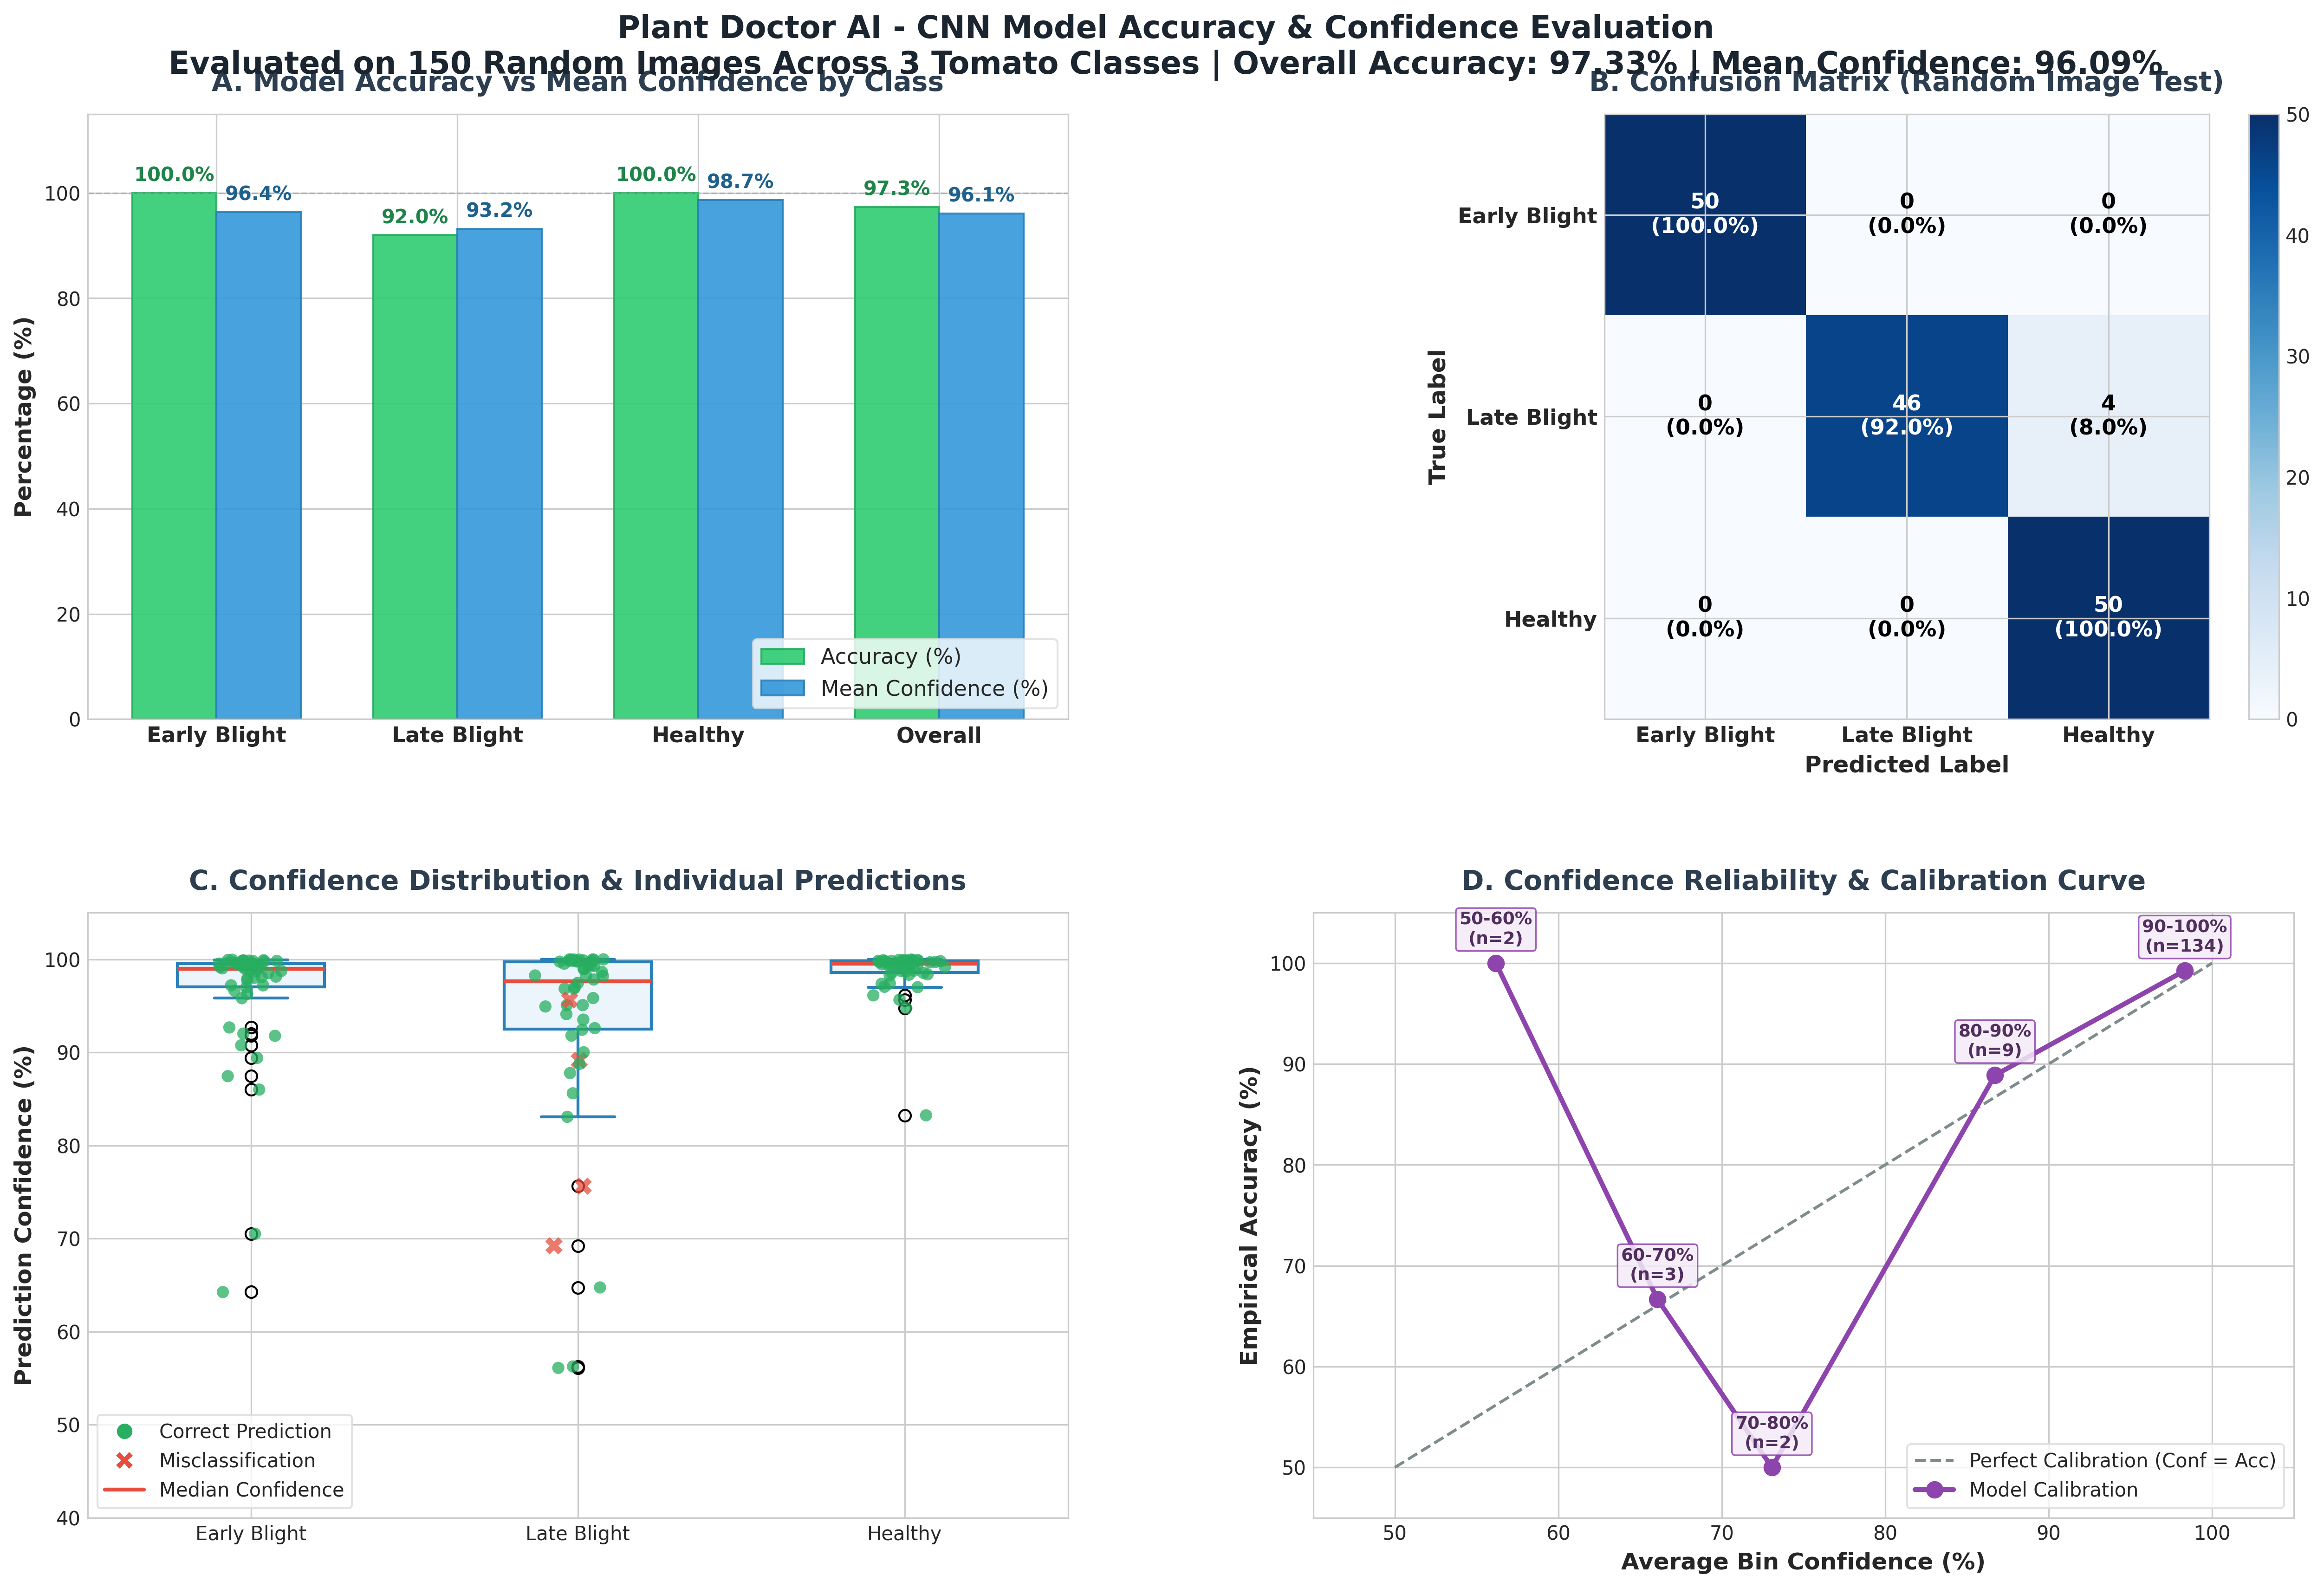 Plant Doctor AI - CNN Model Accuracy & Confidence Evaluation
Evaluated on 150 Random Images Across 3 Tomato Classes | Overall Accuracy: 97.33% | Mean Confidence: 96.09%
A. Model Accuracy vs Mean Confidence by Class
Percentage (%)
100
80
60
40
20
0
100.0%
96.4%
92.0%
93.2%
100.0%
98.7%
97.3%
96.1%
Accuracy (%)
Mean Confidence (%)
Early Blight
Late Blight
Healthy
Overall
B. Confusion Matrix (Random Image Test)
True Label
Early Blight
50
(100.0%)
0
(0.0%)
0
(0.0%)
Late Blight
0
(0.0%)
46
(92.0%)
4
(8.0%)
Healthy
0
(0.0%)
0
(0.0%)
50
(100.0%)
Early Blight
Late Blight
Healthy
Predicted Label
50
40
30
20
10
0
C. Confidence Distribution & Individual Predictions
Prediction Confidence (%)
100
90
80
70
60
50
40
Correct Prediction
Misclassification
Median Confidence
Early Blight
Late Blight
Healthy
D. Confidence Reliability & Calibration Curve
Empirical Accuracy (%)
100
90
80
70
60
50
50-60%
(n=2)
60-70%
(n=3)
70-80%
(n=2)
80-90%
(n=9)
90-100%
(n=134)
Perfect Calibration (Conf = Acc)
Model Calibration
50
60
70
80
90
100
Average Bin Confidence (%)